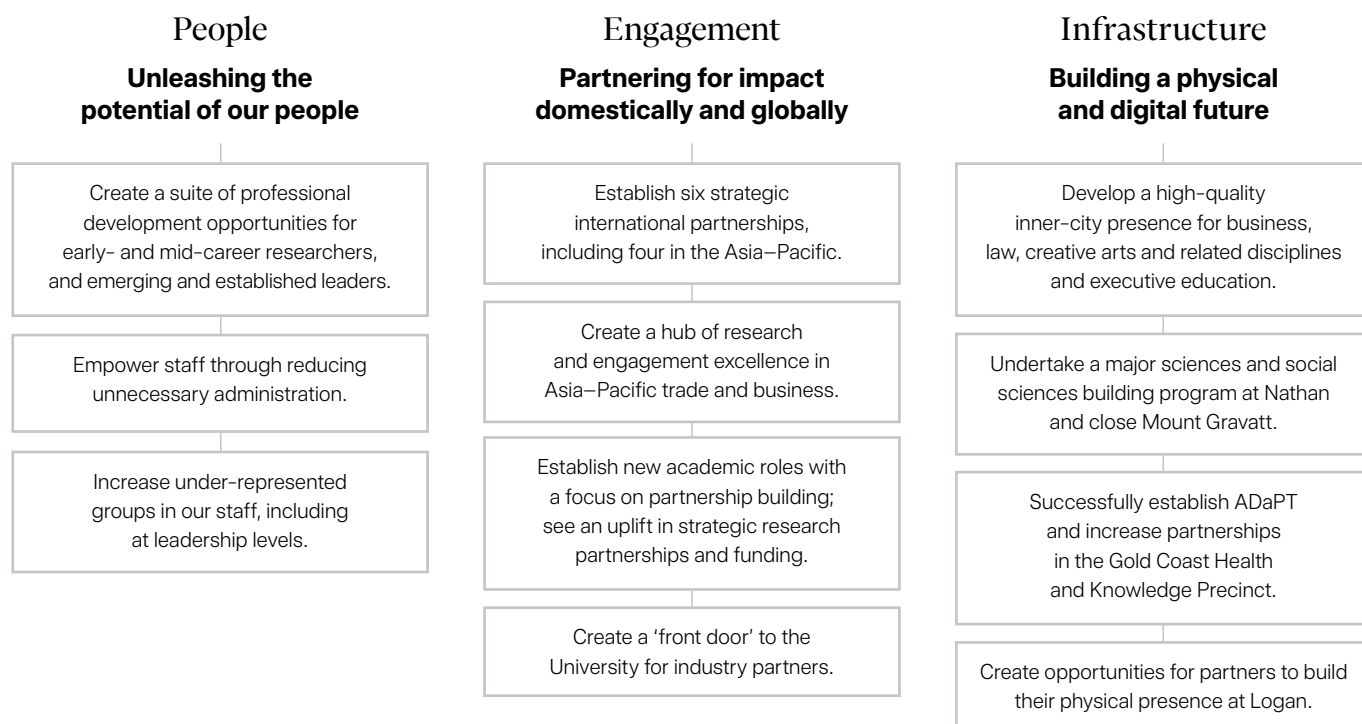 People
Unleashing the
potential of our people
Create a suite of professional
development opportunities for
early- and mid-career researchers,
and emerging and established leaders.
Empower staff through reducing
unnecessary administration.
Increase under-represented
groups in our staff, including
at leadership levels.
Engagement
Partnering for impact
domestically and globally
Establish six strategic
international partnerships,
including four in the Asia–Pacific.
Create a hub of research
and engagement excellence in
Asia–Pacific trade and business.
Establish new academic roles with
a focus on partnership building;
see an uplift in strategic research
partnerships and funding.
Create a ‘front door’ to the
University for industry partners.
Infrastructure
Building a physical
and digital future
Develop a high-quality
inner-city presence for business,
law, creative arts and related disciplines
and executive education.
Undertake a major sciences and social
sciences building program at Nathan
and close Mount Gravatt.
Successfully establish ADaPT
and increase partnerships
in the Gold Coast Health
and Knowledge Precinct.
Create opportunities for partners to build
their physical presence at Logan.